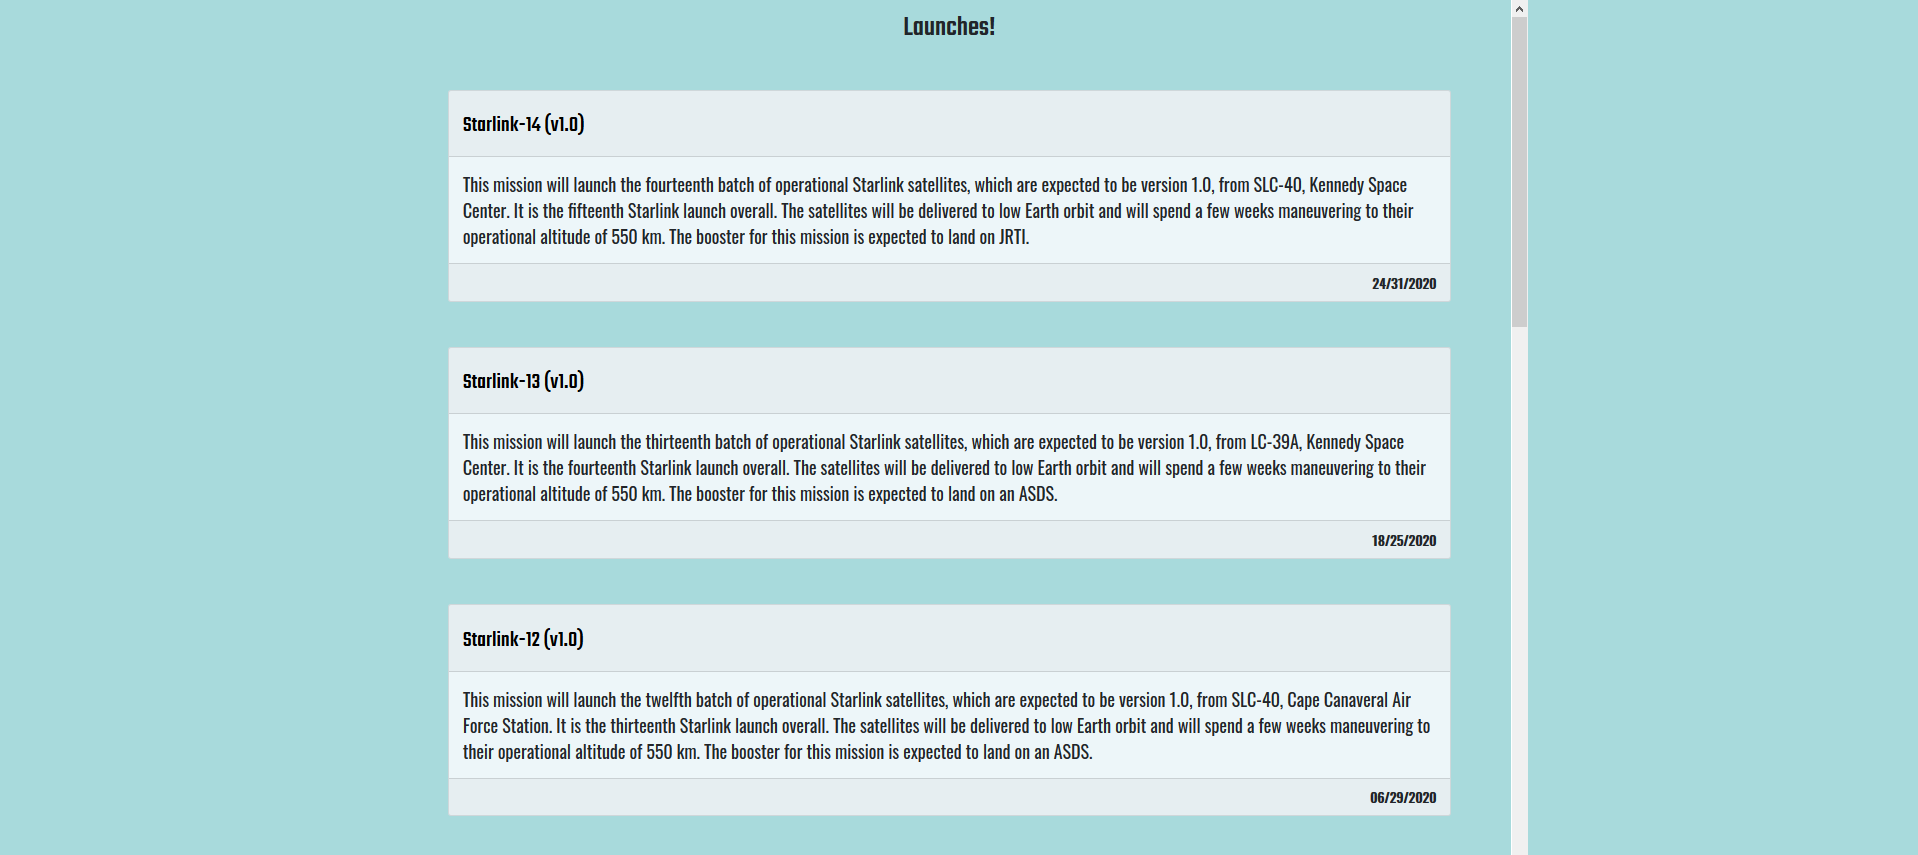 Launches!
Starlink-14 (v1.0)
This mission will launch the fourteenth batch of operational Starlink satellites, which are expected to be version 1.0, from SLC-40, Kennedy Space
Center. It is the fifteenth Starlink launch overall. The satellites will be delivered to low Earth orbit and will spend a few weeks maneuvering to their
operational altitude of 550 km. The booster for this mission is expected to land on JRTI.
24/31/2020
Starlink-13 (v1.0)
This mission will launch the thirteenth batch of operational Starlink satellites, which are expected to be version 1.0, from LC-39A, Kennedy Space
Center. It is the fourteenth Starlink launch overall. The satellites will be delivered to low Earth orbit and will spend a few weeks maneuvering to their
operational altitude of 550 km. The booster for this mission is expected to land on an ASDS.
18/25/2020
Starlink-12 (v1.0)
This mission will launch the twelfth batch of operational Starlink satellites, which are expected to be version 1.0, from SLC-40, Cape Canaveral Air
Force Station. It is the thirteenth Starlink launch overall. The satellites will be delivered to low Earth orbit and will spend a few weeks maneuvering to
their operational altitude of 550 km. The booster for this mission is expected to land on an ASDS.
06/29/2020